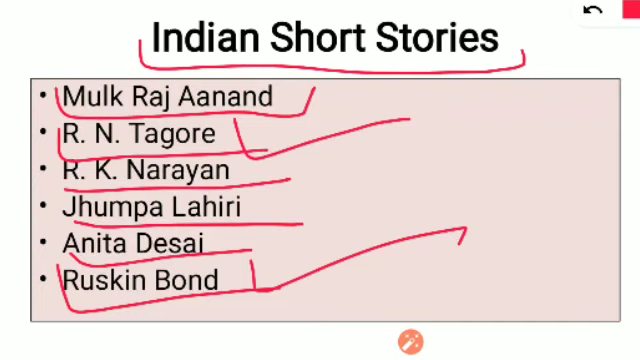 Indian Short Stories
• Mulk Raj Aanand
• R. N. Tagore
• R. K. Narayan
• Jhumpa Lahiri
• Anita Desai
• Ruskin Bond